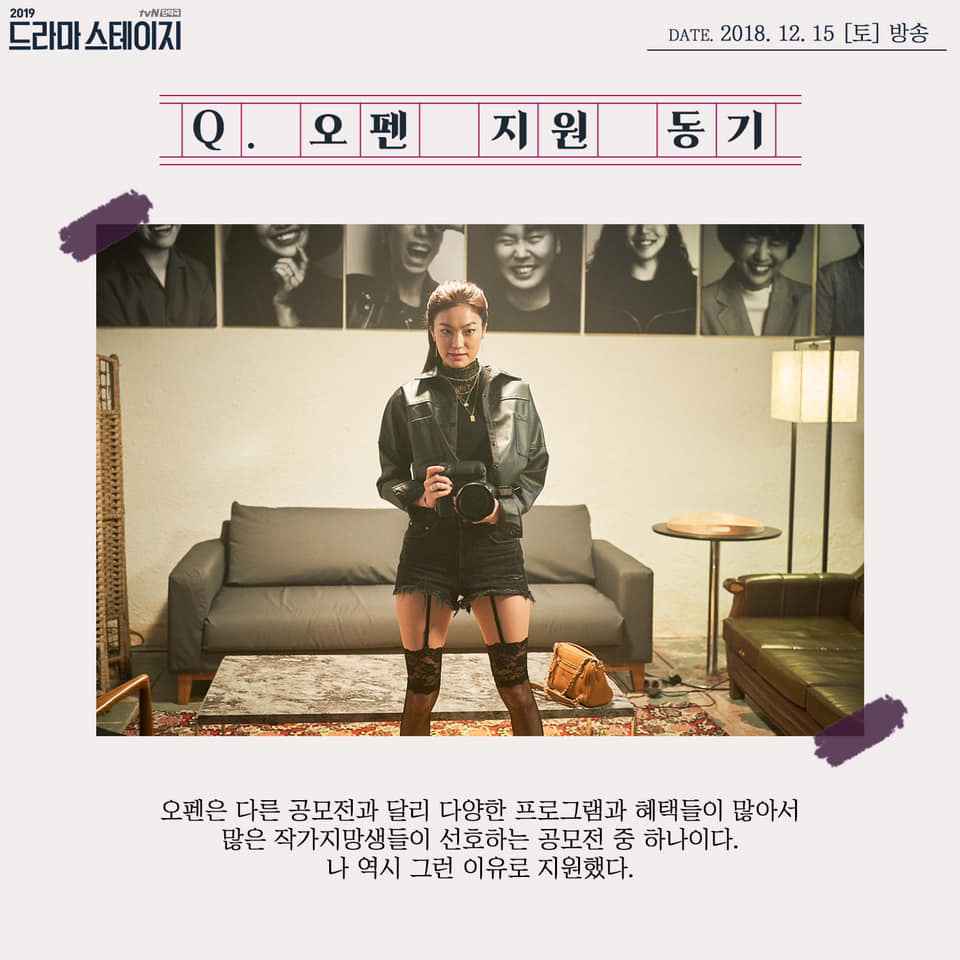 2019 tvN
드라마 스테이지
DATE. 2018. 12. 15 [토] 방송
Q. 오펜 지원 동기
오펜은 다른 공모전과 달리 다양한 프로그램과 혜택들이 많아서
많은 작가지망생들이 선호하는 공모전 중 하나이다.
나 역시 그런 이유로 지원했다.